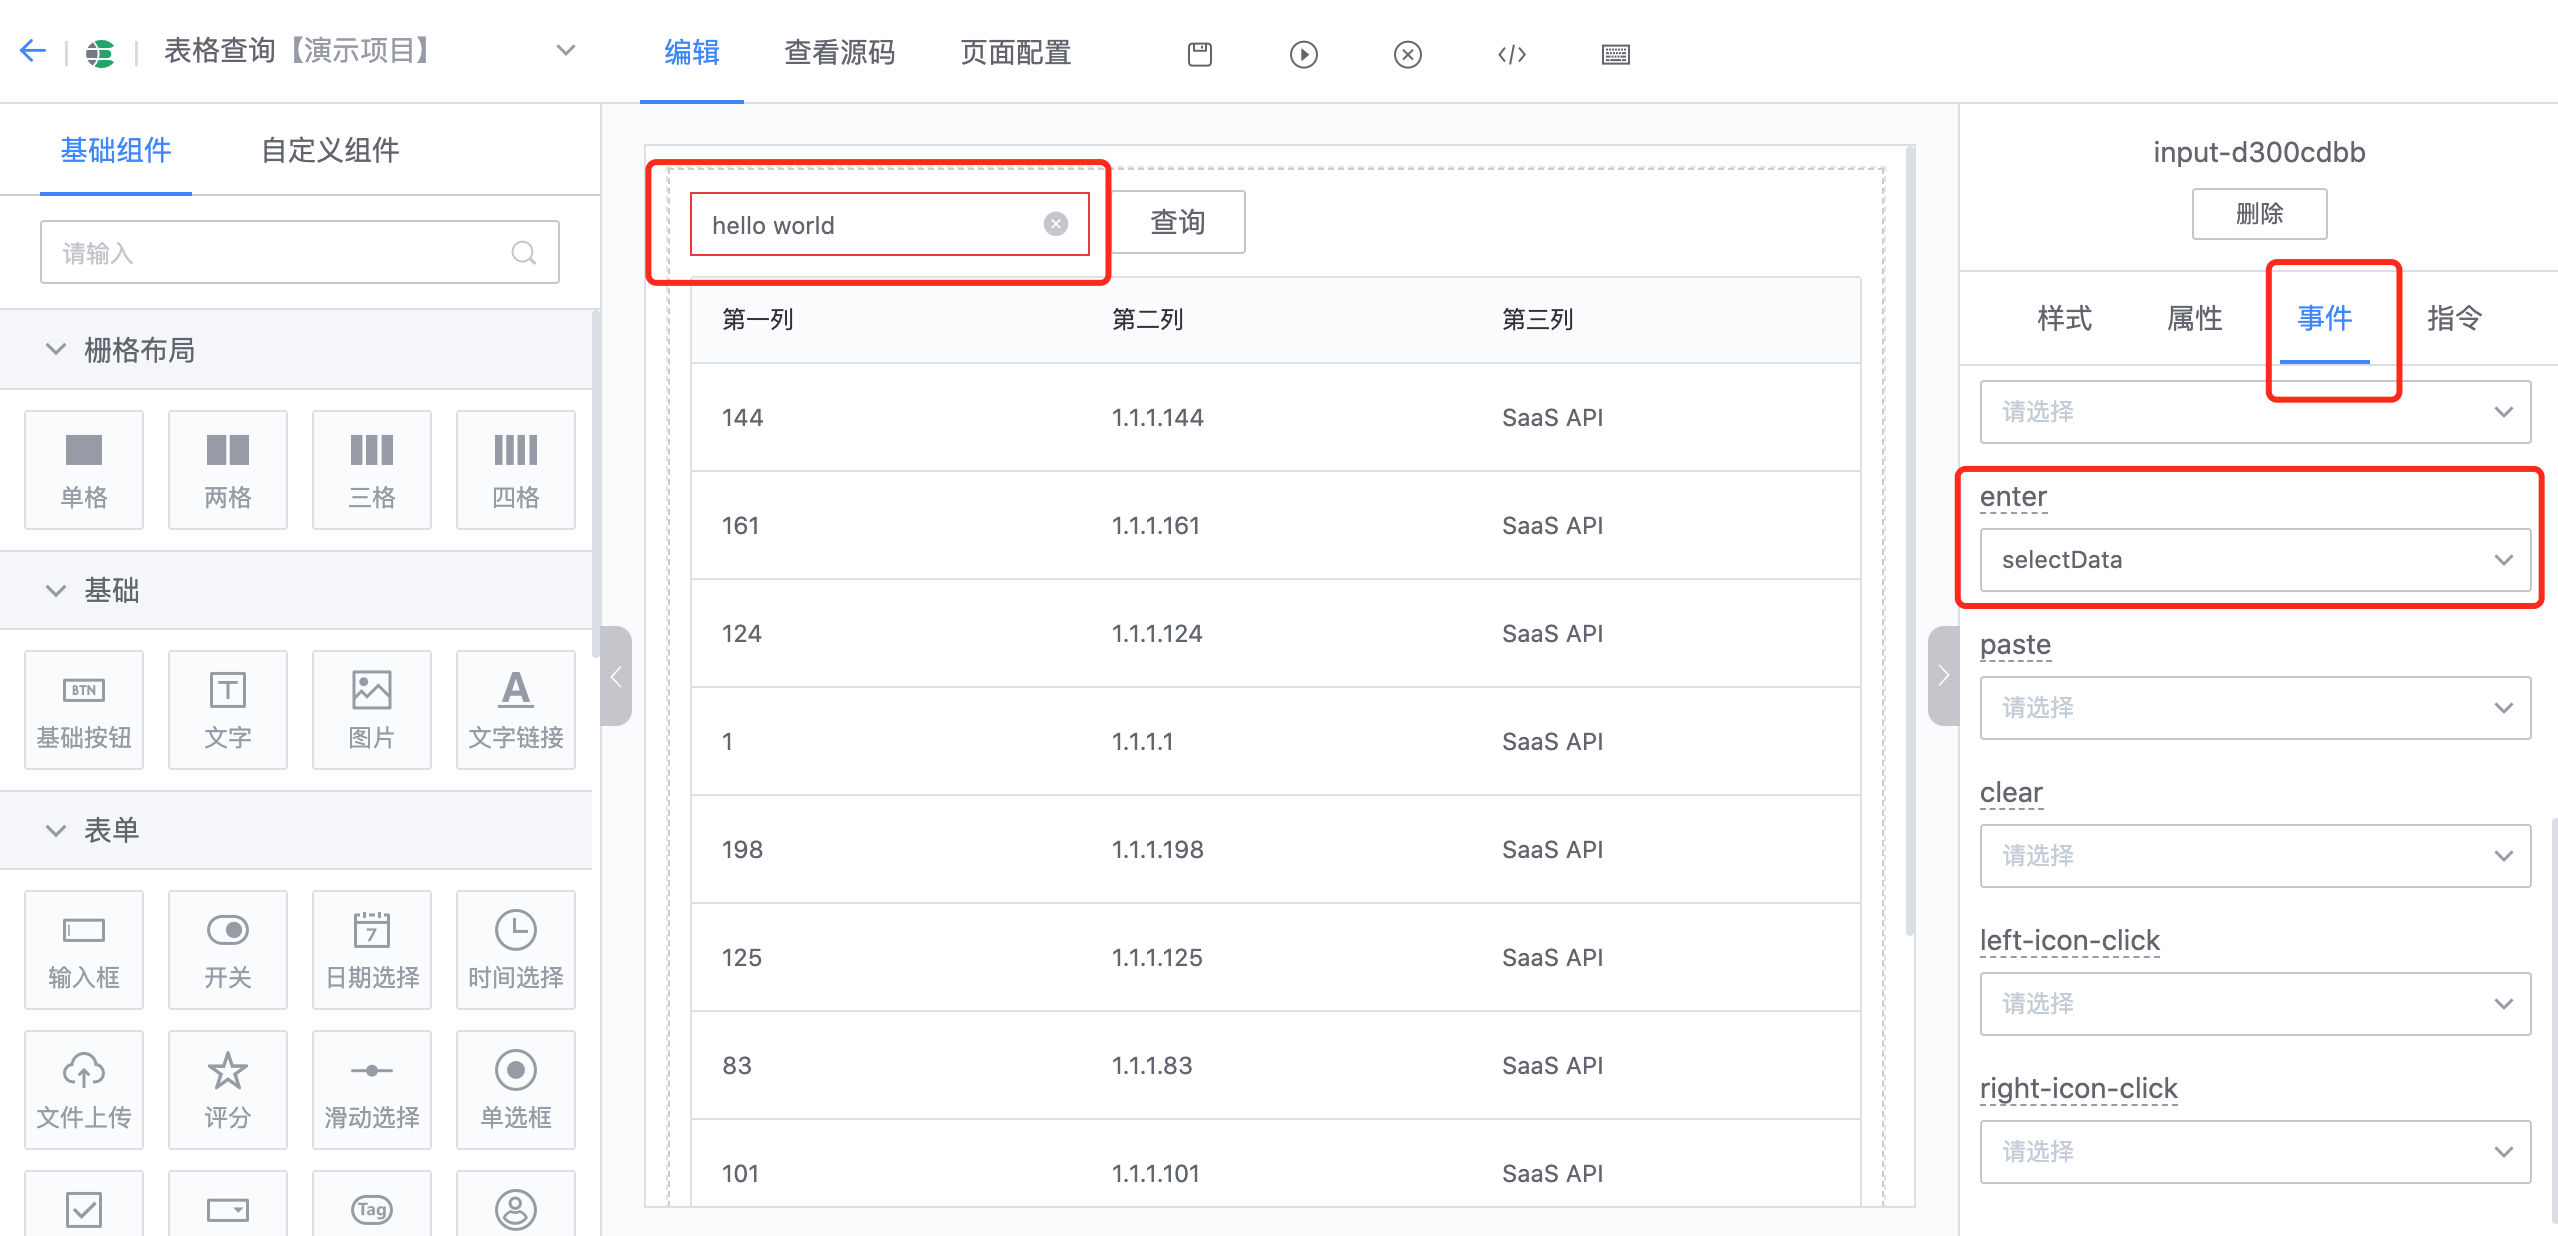 表格查询【演示项目】
编辑 查看源码 页面配置
基础组件 自定义组件
请输入
栅格布局
单格 两格 三格 四格
基础
BTN T A
基础按钮 文字 图片 文字链接
表单
7
输入框 开关 日期选择 时间选择
文件上传 评分 滑动选择 单选框
Tag
hello world 查询
第一列 第二列 第三列
144 1.1.1.144 SaaS API
161 1.1.1.161 SaaS API
124 1.1.1.124 SaaS API
1 1.1.1.1 SaaS API
198 1.1.1.198 SaaS API
125 1.1.1.125 SaaS API
83 1.1.1.83 SaaS API
101 1.1.1.101 SaaS API
input-d300cdbb
删除
样式 属性 事件 指令
请选择
enter
selectData
paste
请选择
clear
请选择
left-icon-click
请选择
right-icon-click
请选择